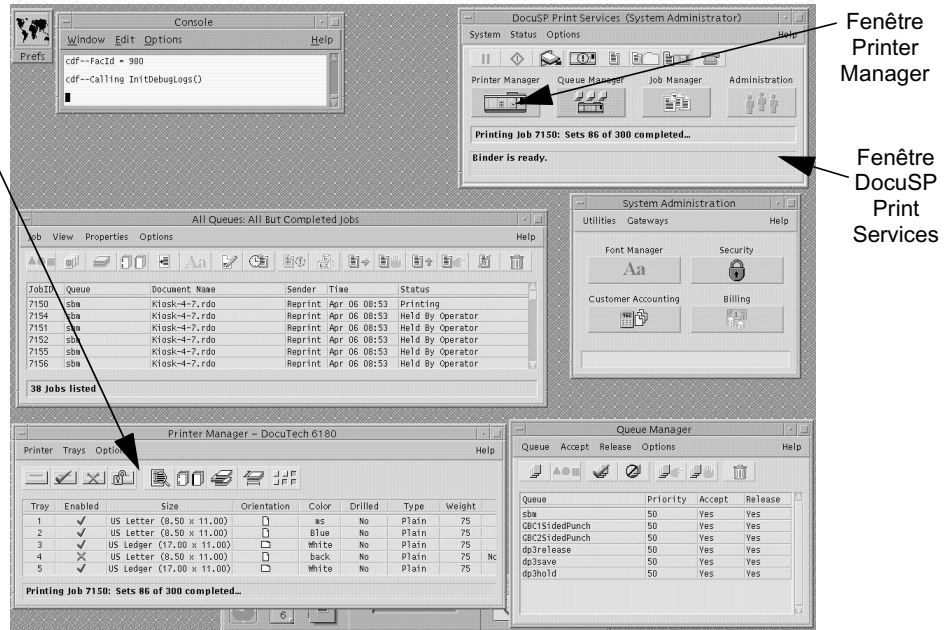 Prefs
Console
Window Edit Options Help
cdf--FacId = 980
cdf--Calling InitDebugLogs()
DocuSP Print Services (System Administrator)
System Status Options Help
Printer Manager Queue Manager Job Manager Administration
Printing Job 7150: Sets 86 of 300 completed...
Binder is ready.
Fenêtre
Printer
Manager
Fenêtre
DocuSP
Print
Services
All Queues: All But Completed Jobs
Job View Properties Options Help
Aa
JobID Queue Document Name Sender Time Status
7150 sbm Kiosk-4-7.rdo Reprint Apr 06 08:53 Printing
7154 sbm Kiosk-4-7.rdo Reprint Apr 06 08:53 Held By Operator
7151 sbm Kiosk-4-7.rdo Reprint Apr 06 08:53 Held By Operator
7152 sbm Kiosk-4-7.rdo Reprint Apr 06 08:53 Held By Operator
7155 sbm Kiosk-4-7.rdo Reprint Apr 06 08:53 Held By Operator
7156 sbm Kiosk-4-7.rdo Reprint Apr 06 08:53 Held By Operator
38 Jobs listed
System Administration
Utilities Gateways Help
Font Manager Security
Aa
Customer Accounting Billing
Printer Manager – DocuTech 6180
Printer Trays Options Help
Tray Enabled Size Orientation Color Drilled Type Weight
1 US Letter (8.50 x 11.00) ms No Plain 75
2 US Letter (8.50 x 11.00) Blue No Plain 75
3 US Ledger (17.00 x 11.00) White No Plain 75
4 US Letter (8.50 x 11.00) back No Plain 75 Nc
5 US Ledger (17.00 x 11.00) White No Plain 75
Printing Job 7150: Sets 86 of 300 completed...
6
Queue Manager
Queue Accept Release Options Help
Queue Priority Accept Release
sbm 50 Yes Yes
GBC1SidedPunch 50 Yes Yes
GBC2SidedPunch 50 Yes Yes
dp3release 50 Yes Yes
dp3save 50 Yes Yes
dp3hold 50 Yes Yes